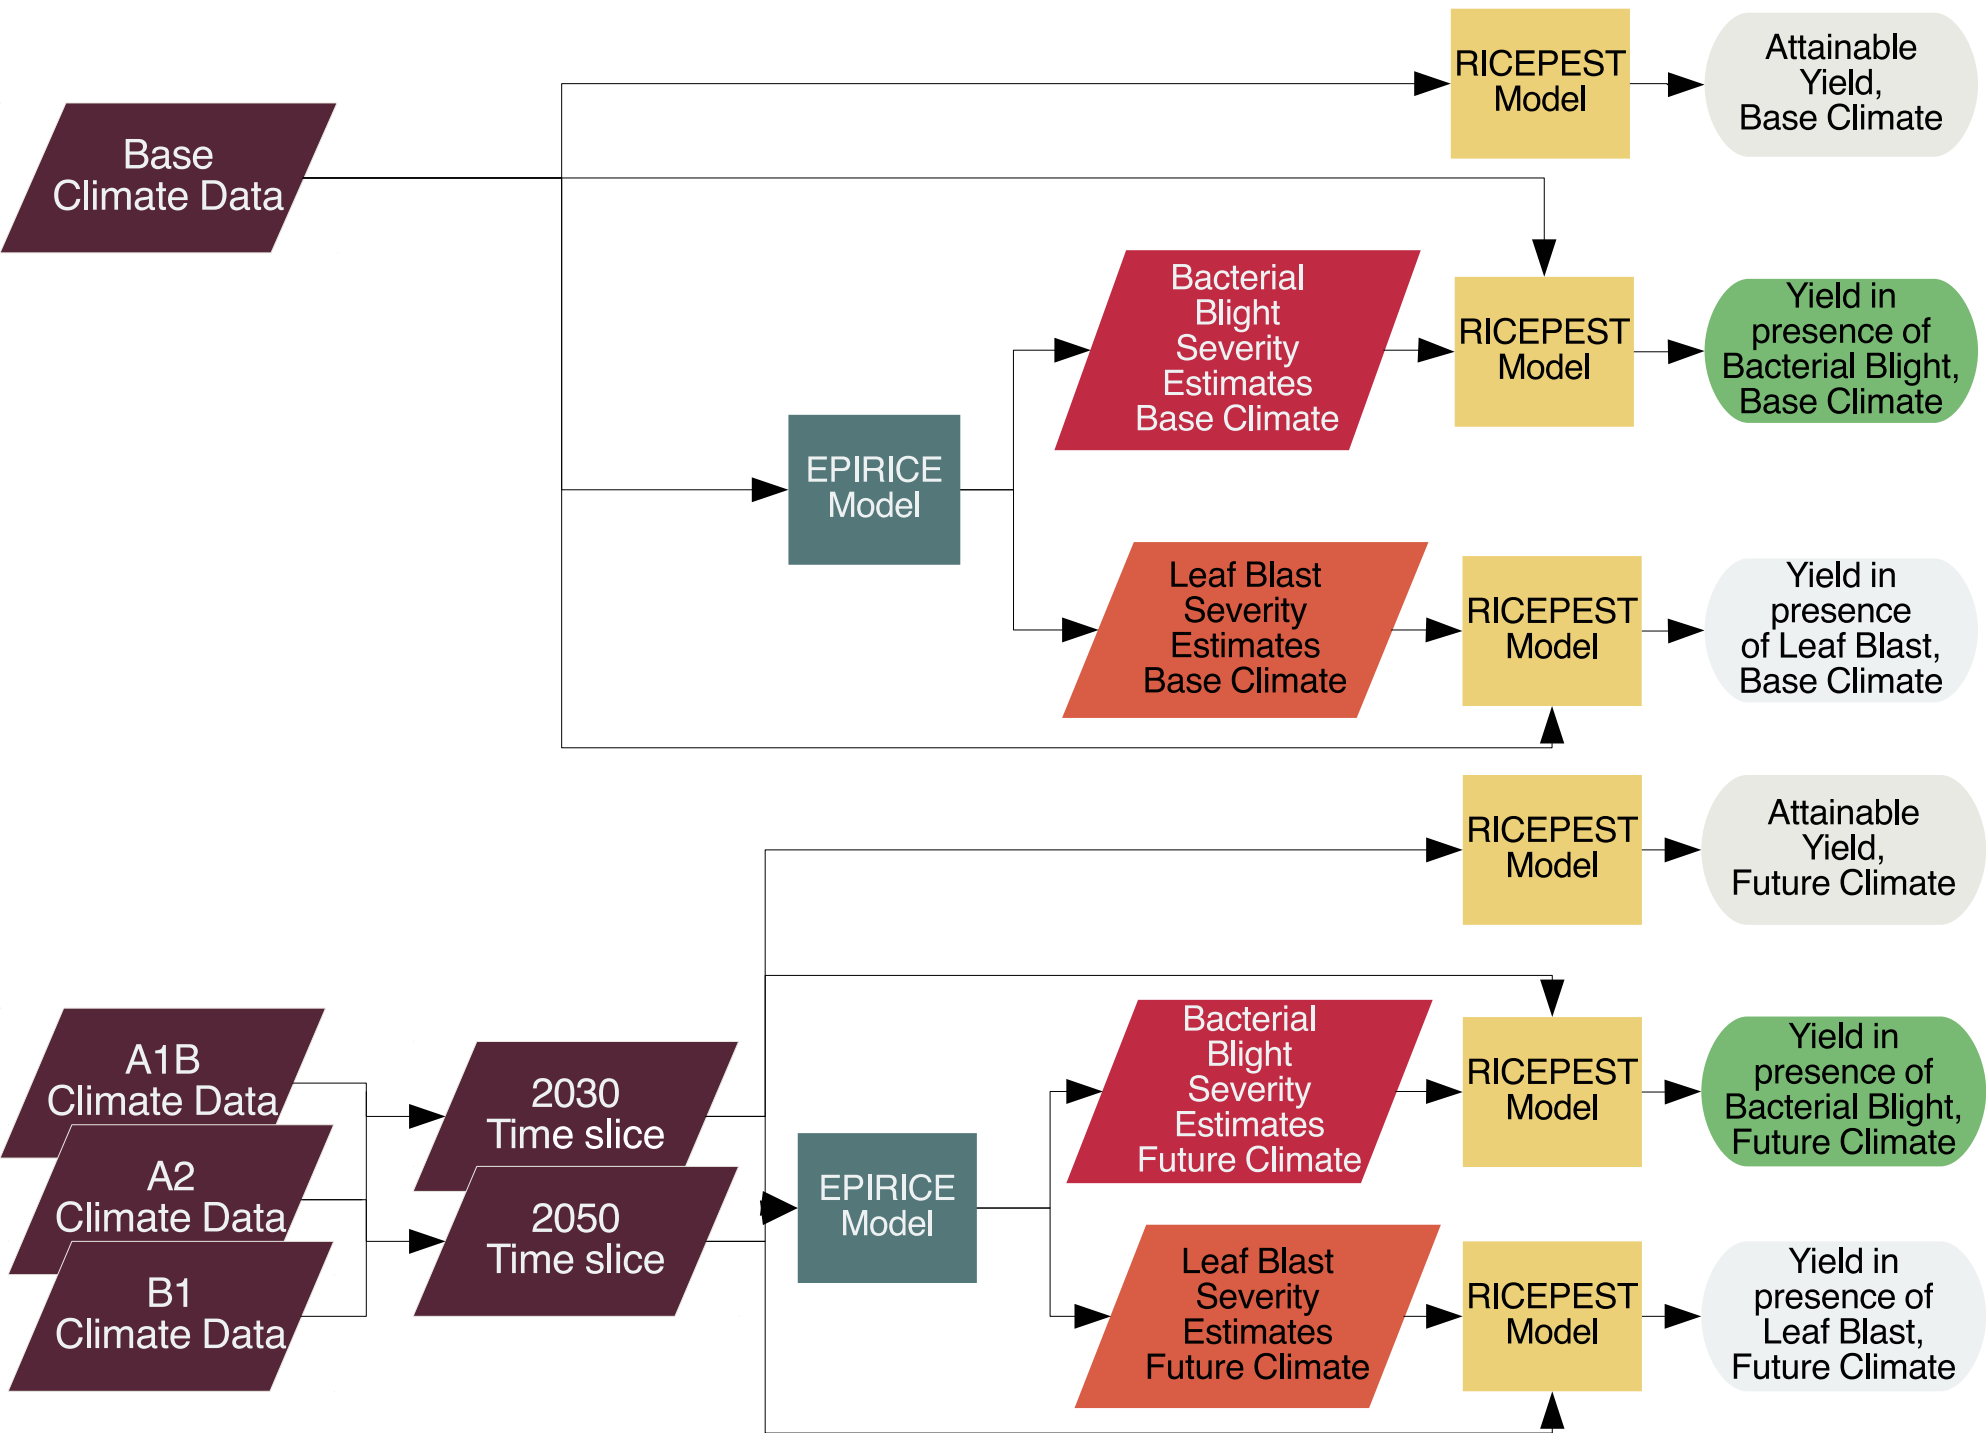 RICEPEST
Model
Attainable
Yield,
Base Climate
Base
Climate Data
Bacterial
Blight
Severity
Estimates
Base Climate
RICEPEST
Model
Yield in
presence of
Bacterial Blight,
Base Climate
EPIRICE
Model
Leaf Blast
Severity
Estimates
Base Climate
RICEPEST
Model
Yield in
presence
of Leaf Blast,
Base Climate
RICEPEST
Model
Attainable
Yield,
Future Climate
A1B
Climate Data
A2
Climate Data
B1
Climate Data
2030
Time slice
2050
Time slice
EPIRICE
Model
Bacterial
Blight
Severity
Estimates
Future Climate
RICEPEST
Model
Yield in
presence of
Bacterial Blight,
Future Climate
Leaf Blast
Severity
Estimates
Future Climate
RICEPEST
Model
Yield in
presence of
Leaf Blast,
Future Climate